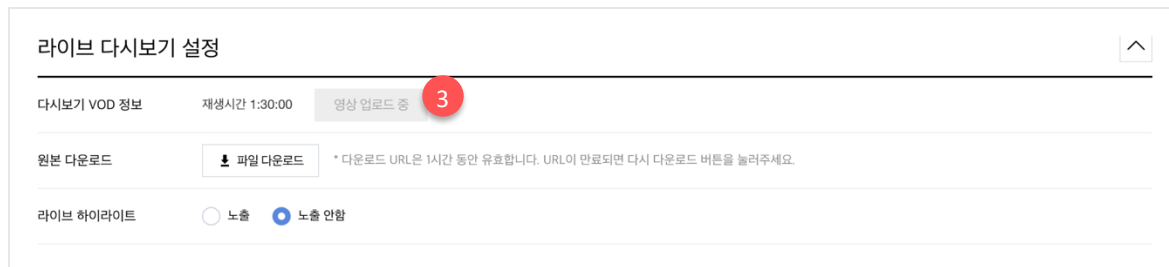 라이브 다시보기 설정
다시보기 VOD 정보 재생시간 1:30:00 영상 업로드 중 3
원본 다운로드 파일 다운로드 * 다운로드 URL은 1시간 동안 유효합니다. URL이 만료되면 다시 다운로드 버튼을 눌러주세요.
라이브 하이라이트 노출 노출 안함